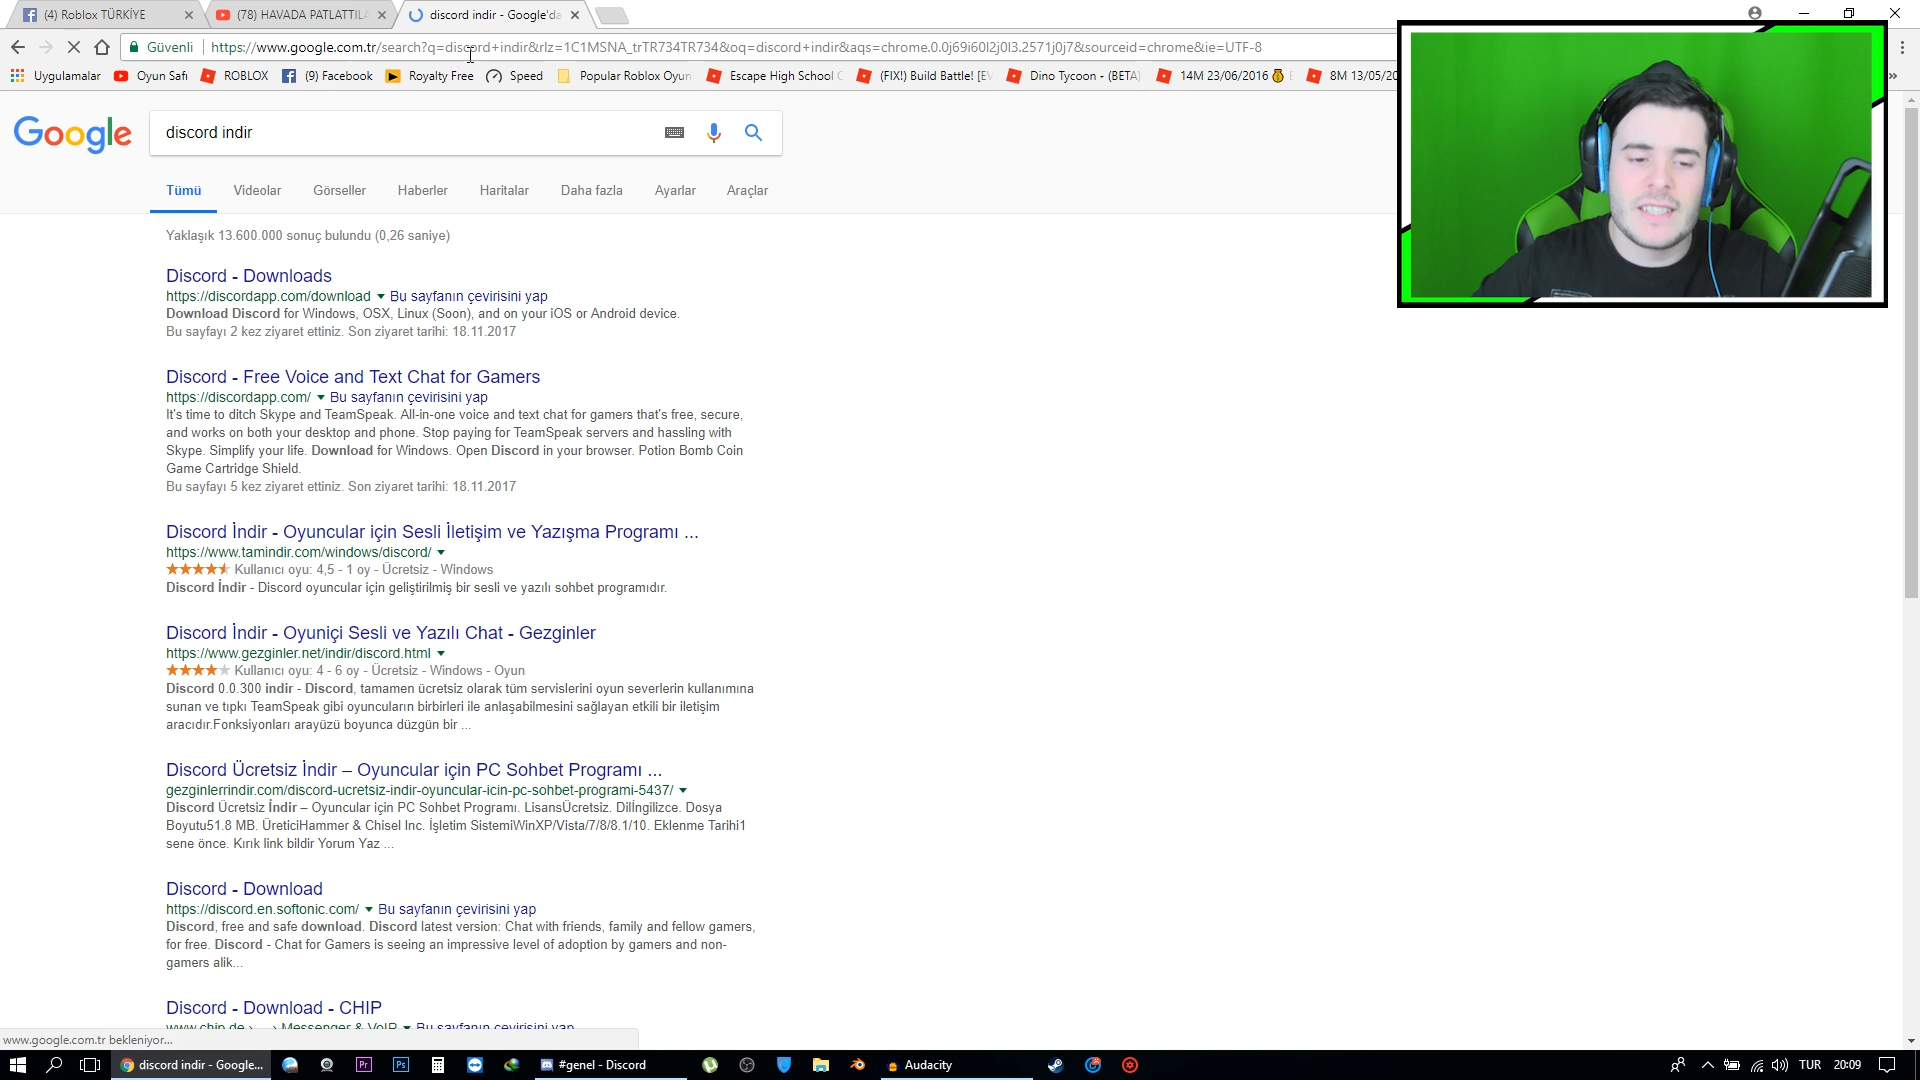 (4) Roblox TÜRKİYE
(78) HAVADA PATLATTIL
discord indir - Google'da
Güvenli
https://www.google.com.tr/search?q=discord+indir&rlz=1C1MSNA_trTR734TR734&oq=discord+indir&aqs=chrome.0.0j69i60l2j0l3.2571j0j7&sourceid=chrome&ie=UTF-8
Uygulamalar
Oyun Safı
ROBLOX
(9) Facebook
Royalty Free
Speed
Popular Roblox Oyun
Escape High School
(FIX!) Build Battle! [EV
Dino Tycoon - (BETA)
14M 23/06/2016
8M 13/05/20
Google
discord indir
Tümü
Videolar
Görseller
Haberler
Haritalar
Daha fazla
Ayarlar
Araçlar
Yaklaşık 13.600.000 sonuç bulundu (0,26 saniye)
Discord - Downloads
https://discordapp.com/download ▼ Bu sayfanın çevirisini yap
Download Discord for Windows, OSX, Linux (Soon), and on your iOS or Android device.
Bu sayfayı 2 kez ziyaret ettiniz. Son ziyaret tarihi: 18.11.2017
Discord - Free Voice and Text Chat for Gamers
https://discordapp.com/ ▼ Bu sayfanın çevirisini yap
It's time to ditch Skype and TeamSpeak. All-in-one voice and text chat for gamers that's free, secure,
and works on both your desktop and phone. Stop paying for TeamSpeak servers and hassling with
Skype. Simplify your life. Download for Windows. Open Discord in your browser. Potion Bomb Coin
Game Cartridge Shield.
Bu sayfayı 5 kez ziyaret ettiniz. Son ziyaret tarihi: 18.11.2017
Discord İndir - Oyuncular için Sesli İletişim ve Yazışma Programı ...
https://www.tamindir.com/windows/discord/ ▼
Kullanıcı oyu: 4,5 - 1 oy - Ücretsiz - Windows
Discord İndir - Discord oyuncular için geliştirilmiş bir sesli ve yazılı sohbet programıdır.
Discord İndir - Oyuniçi Sesli ve Yazılı Chat - Gezginler
https://www.gezginler.net/indir/discord.html ▼
Kullanıcı oyu: 4 - 6 oy - Ücretsiz - Windows - Oyun
Discord 0.0.300 indir - Discord, tamamen ücretsiz olarak tüm servislerini oyun severlerin kullanımına
sunan ve tıpkı TeamSpeak gibi oyuncuların birbirleri ile anlaşabilmesini sağlayan etkili bir iletişim
aracıdır.Fonksiyonları arayüzü boyunca düzgün bir ...
Discord Ücretsiz İndir – Oyuncular için PC Sohbet Programı ...
gezginlerrindir.com/discord-ucretsiz-indir-oyuncular-icin-pc-sohbet-programi-5437/ ▼
Discord Ücretsiz İndir – Oyuncular için PC Sohbet Programı. LisansÜcretsiz. Dilİngilizce. Dosya
Boyutu51.8 MB. ÜreticiHammer & Chisel Inc. İşletim SistemiWinXP/Vista/7/8/8.1/10. Eklenme Tarihi1
sene önce. Kırık link bildir Yorum Yaz ...
Discord - Download
https://discord.en.softonic.com/ ▼ Bu sayfanın çevirisini yap
Discord, free and safe download. Discord latest version: Chat with friends, family and fellow gamers,
for free. Discord - Chat for Gamers is seeing an impressive level of adoption by gamers and non-
gamers alik...
Discord - Download - CHIP
www.chip.de › ... › Messenger & VoIP ▼ Bu sayfanın çevirisini yap
www.google.com.tr bekleniyor...
discord indir - Google...
#genel - Discord
Audacity
TUR
20:09